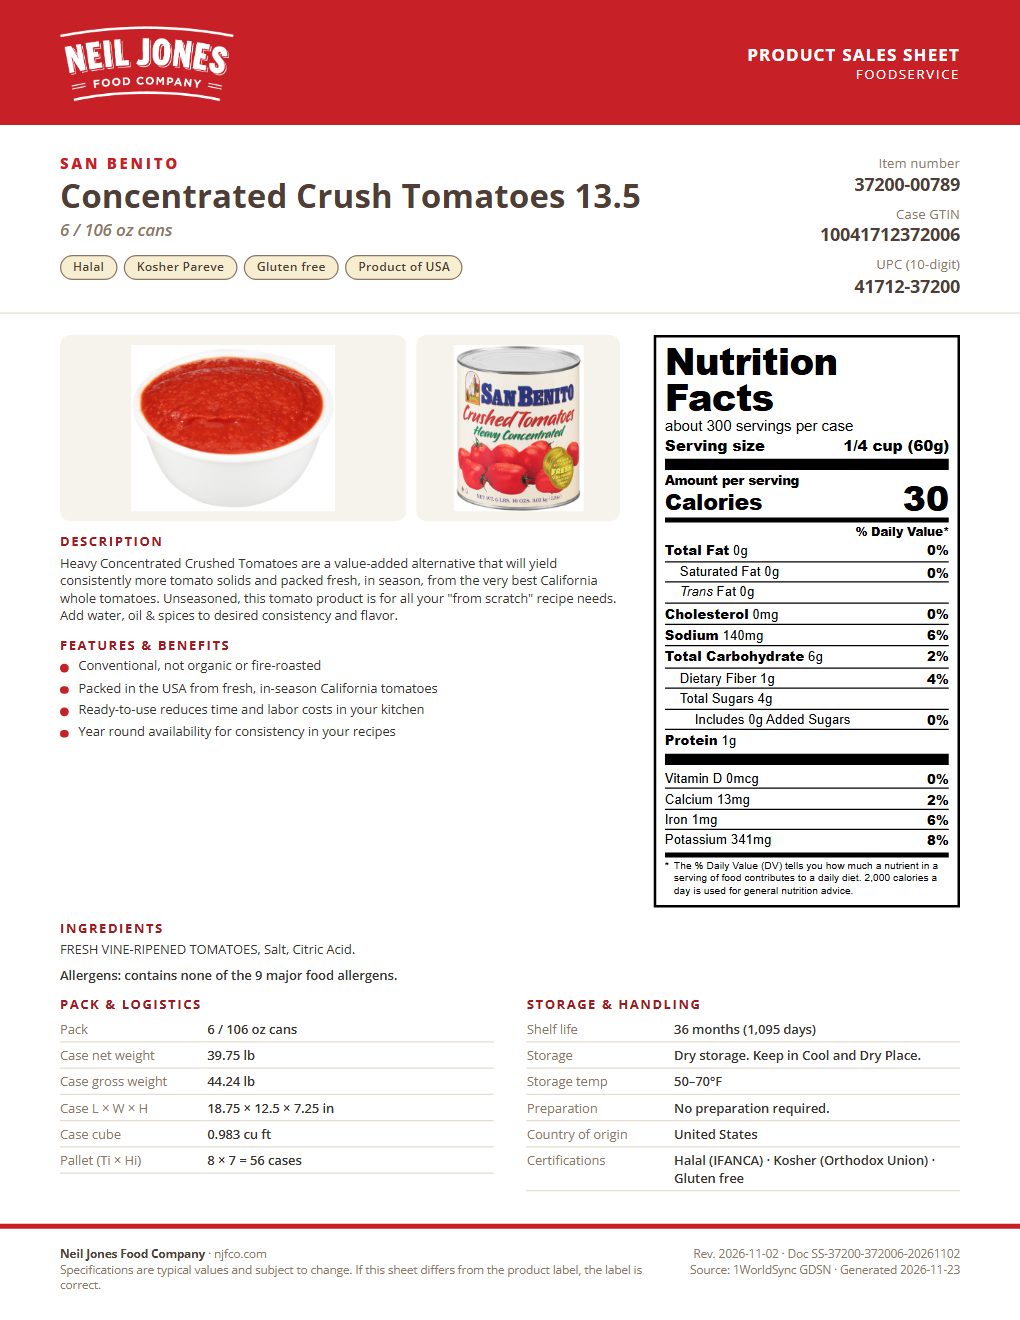 NEIL JONES
FOOD COMPANY
PRODUCT SALES SHEET
FOODSERVICE
SAN BENITO
Concentrated Crush Tomatoes 13.5
6 / 106 oz cans
Halal
Kosher Pareve
Gluten free
Product of USA
Item number
37200-00789
Case GTIN
10041712372006
UPC (10-digit)
41712-37200
SAN BENITO
Crushed Tomatoes
Heavy Concentrated
FRESH
DESCRIPTION
Heavy Concentrated Crushed Tomatoes are a value-added alternative that will yield
consistently more tomato solids and packed fresh, in season, from the very best California
whole tomatoes. Unseasoned, this tomato product is for all your "from scratch" recipe needs.
Add water, oil & spices to desired consistency and flavor.
FEATURES & BENEFITS
Conventional, not organic or fire-roasted
Packed in the USA from fresh, in-season California tomatoes
Ready-to-use reduces time and labor costs in your kitchen
Year round availability for consistency in your recipes
Nutrition
Facts
about 300 servings per case
Serving size 1/4 cup (60g)
Amount per serving
Calories 30
% Daily Value*
Total Fat 0g 0%
Saturated Fat 0g 0%
Trans Fat 0g
Cholesterol 0mg 0%
Sodium 140mg 6%
Total Carbohydrate 6g 2%
Dietary Fiber 1g 4%
Total Sugars 4g
Includes 0g Added Sugars 0%
Protein 1g
Vitamin D 0mcg 0%
Calcium 13mg 2%
Iron 1mg 6%
Potassium 341mg 8%
* The % Daily Value (DV) tells you how much a nutrient in a
serving of food contributes to a daily diet. 2,000 calories a
day is used for general nutrition advice.
INGREDIENTS
FRESH VINE-RIPENED TOMATOES, Salt, Citric Acid.
Allergens: contains none of the 9 major food allergens.
PACK & LOGISTICS
Pack 6 / 106 oz cans
Case net weight 39.75 lb
Case gross weight 44.24 lb
Case L × W × H 18.75 × 12.5 × 7.25 in
Case cube 0.983 cu ft
Pallet (Ti × Hi) 8 × 7 = 56 cases
STORAGE & HANDLING
Shelf life 36 months (1,095 days)
Storage Dry storage. Keep in Cool and Dry Place.
Storage temp 50–70°F
Preparation No preparation required.
Country of origin United States
Certifications Halal (IFANCA) · Kosher (Orthodox Union) ·
Gluten free
Neil Jones Food Company · njfco.com
Specifications are typical values and subject to change. If this sheet differs from the product label, the label is
correct.
Rev. 2026-11-02 · Doc SS-37200-372006-20261102
Source: 1WorldSync GDSN · Generated 2026-11-23